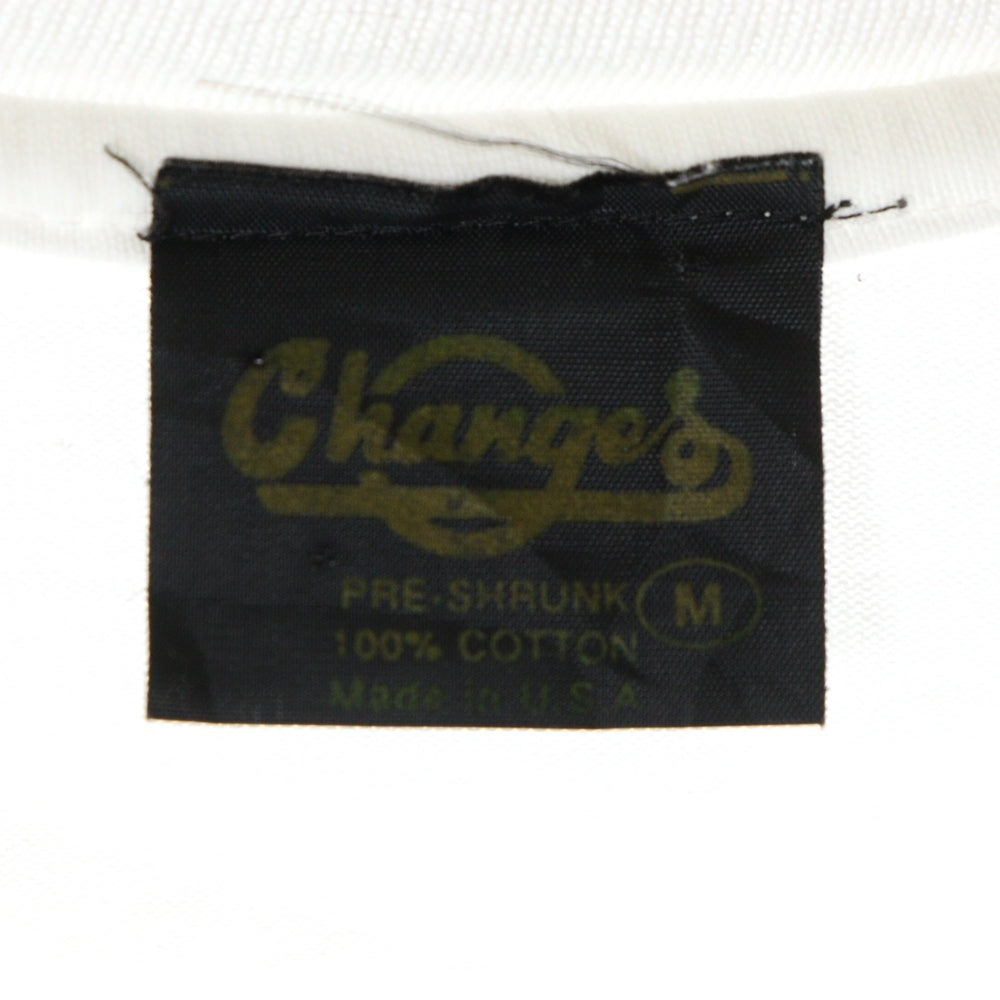 Changes
PRE-SHRUNK M
100% COTTON
Made in U.S.A